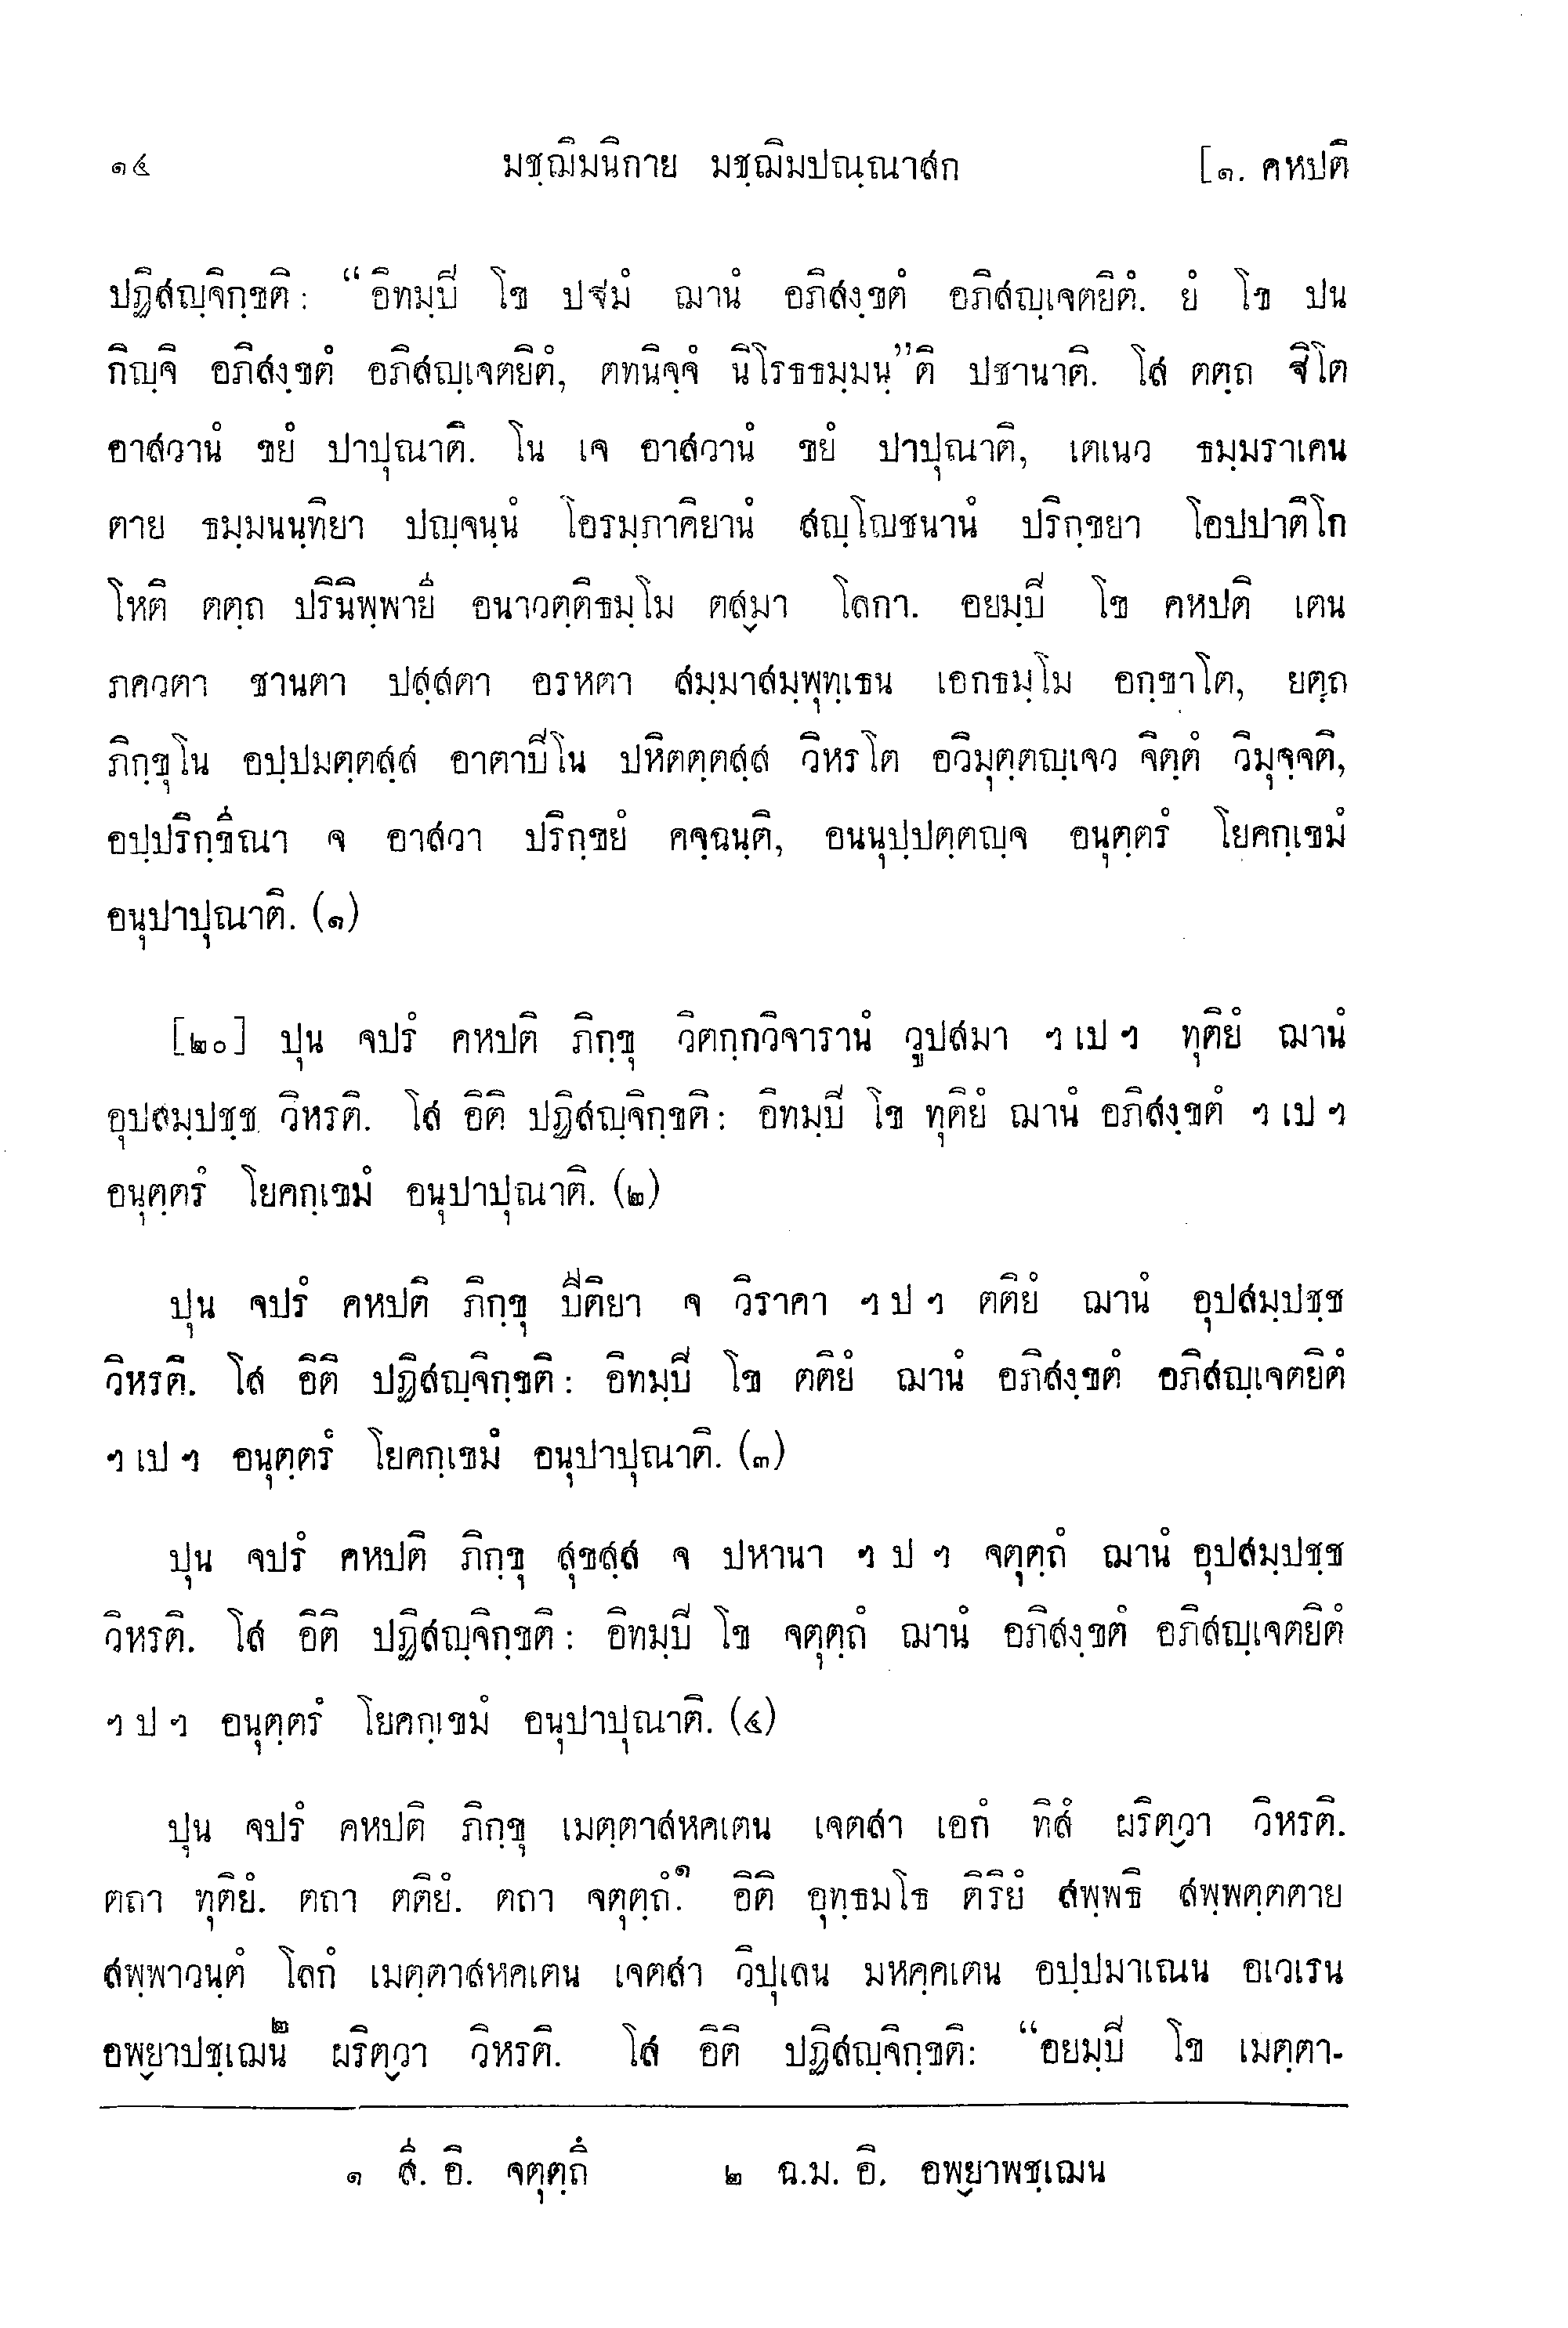 ๑๔ มชฺฌิมนิกาย มชฺฌิมปณฺณาสก [๑. คหปติ
ปฏิสญฺจิกฺขติ: “อิทมฺปิ โข ปฐมํ ฌานํ อภิสงฺขตํ อภิสญฺเจตยิตํ. ยํ โข ปน
กิญฺจิ อภิสงฺขตํ อภิสญฺเจตยิตํ, ตทนิจฺจํ นิโรธธมฺมนฺ”ติ ปชานาติ. โส ตตฺถ ฐิโต
อาสวานํ ขยํ ปาปุณาติ. โน เจ อาสวานํ ขยํ ปาปุณาติ, เตเนว ธมฺมราเคน
ตาย ธมฺมนนฺทิยา ปญฺจนฺนํ โอรมฺภาคิยานํ สญฺโญชนานํ ปริกฺขยา โอปปาติโก
โหติ ตตฺถ ปรินิพฺพายี อนาวตฺติธมฺโม ตสฺมา โลกา. อยมฺปิ โข คหปติ เตน
ภควตา ชานตา ปสฺสตา อรหตา สมฺมาสมฺพุทฺเธน เอกธมฺโม อกฺขาโต, ยตฺถ
ภิกฺขุโน อปฺปมตฺตสฺส อาตาปิโน ปหิตตฺตสฺส วิหรโต อวิมุตฺตญฺเจว จิตฺตํ วิมุจฺจติ,
อปฺปริกฺขีณา จ อาสวา ปริกฺขยํ คจฺฉนฺติ, อนนุปฺปตฺตญฺจ อนุตฺตรํ โยคกฺเขมํ
อนุปาปุณาติ. (๑)
[๒๐] ปุน จปรํ คหปติ ภิกฺขุ วิตกฺกวิจารานํ วูปสมา ฯ เป ฯ ทุติยํ ฌานํ
อุปสมฺปชฺช วิหรติ. โส อิติ ปฏิสญฺจิกฺขติ: อิทมฺปิ โข ทุติยํ ฌานํ อภิสงฺขตํ ฯ เป ฯ
อนุตฺตรํ โยคกฺเขมํ อนุปาปุณาติ. (๒)
ปุน จปรํ คหปติ ภิกฺขุ ปีติยา จ วิราคา ฯ ป ฯ ตติยํ ฌานํ อุปสมฺปชฺช
วิหรติ. โส อิติ ปฏิสญฺจิกฺขติ: อิทมฺปิ โข ตติยํ ฌานํ อภิสงฺขตํ อภิสญฺเจตยิตํ
ฯ เป ฯ อนุตฺตรํ โยคกฺเขมํ อนุปาปุณาติ. (๓)
ปุน จปรํ คหปติ ภิกฺขุ สุขสฺส จ ปหานา ฯ ป ฯ จตุตฺถํ ฌานํ อุปสมฺปชฺช
วิหรติ. โส อิติ ปฏิสญฺจิกฺขติ: อิทมฺปิ โข จตุตฺถํ ฌานํ อภิสงฺขตํ อภิสญฺเจตยิตํ
ฯ ป ฯ อนุตฺตรํ โยคกฺเขมํ อนุปาปุณาติ. (๔)
ปุน จปรํ คหปติ ภิกฺขุ เมตฺตาสหคเตน เจตสา เอกํ ทิสํ ผริตฺวา วิหรติ.
ตถา ทุติยํ. ตถา ตติยํ. ตถา จตุตฺถํ.๑ อิติ อุทฺธมโธ ติริยํ สพฺพธิ สพฺพตฺตตาย
สพฺพาวนฺตํ โลกํ เมตฺตาสหคเตน เจตสา วิปุเลน มหคฺคเตน อปฺปมาเณน อเวเรน
อพฺยาปชฺเฌน๒ ผริตฺวา วิหรติ. โส อิติ ปฏิสญฺจิกฺขติ: “อยมฺปิ โข เมตฺตา-
๑ สี. อิ. จตุตฺถึ ๒ ฉ.ม. อิ. อพฺยาพชฺเฌน